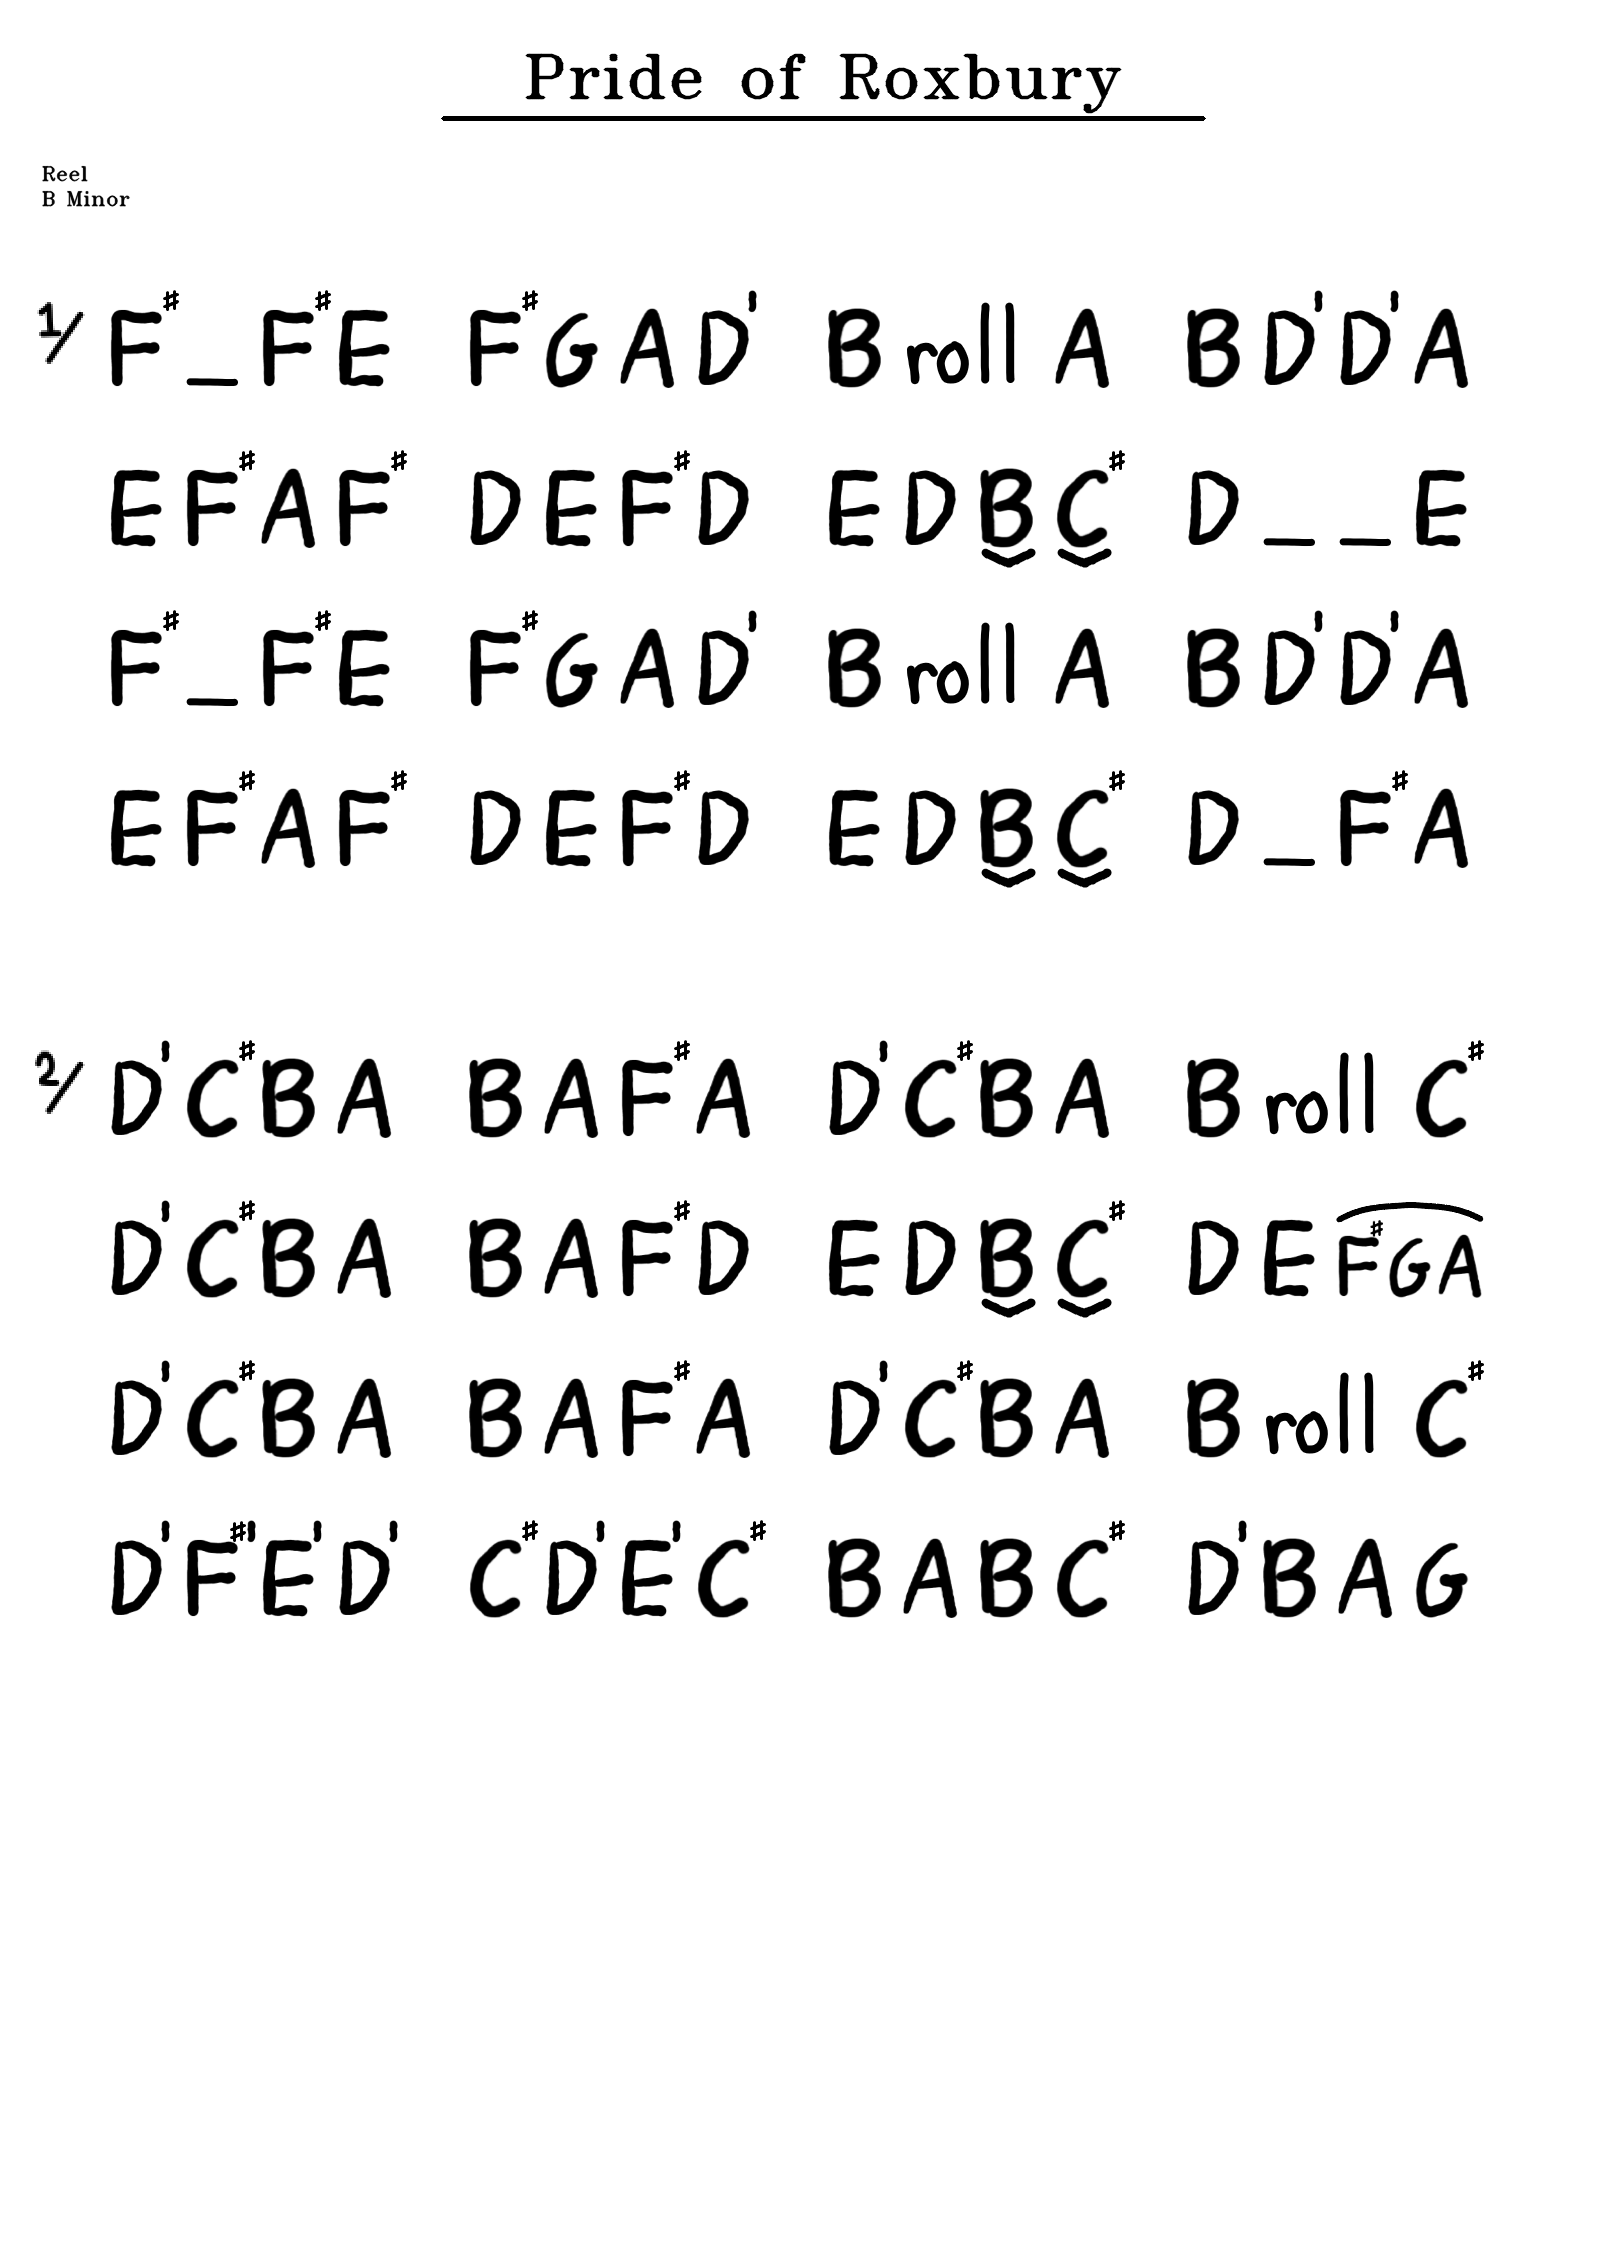 Pride of Roxbury
Reel
B Minor
1/ F♯_F♯E F♯GAD' B roll A BD'D'A
EF♯AF♯ DEF♯D EDBC♯ D__E
F♯_F♯E F♯GAD' B roll A BD'D'A
EF♯AF♯ DEF♯D EDBC♯ D_F♯A
2/ D'C♯BA BAF♯A D'C♯BA B roll C♯
D'C♯BA BAF♯D EDBC♯ DEF♯GA
D'C♯BA BAF♯A D'C♯BA B roll C♯
D'F♯'E'D' C♯D'E'C♯ BABC♯ D'BAG